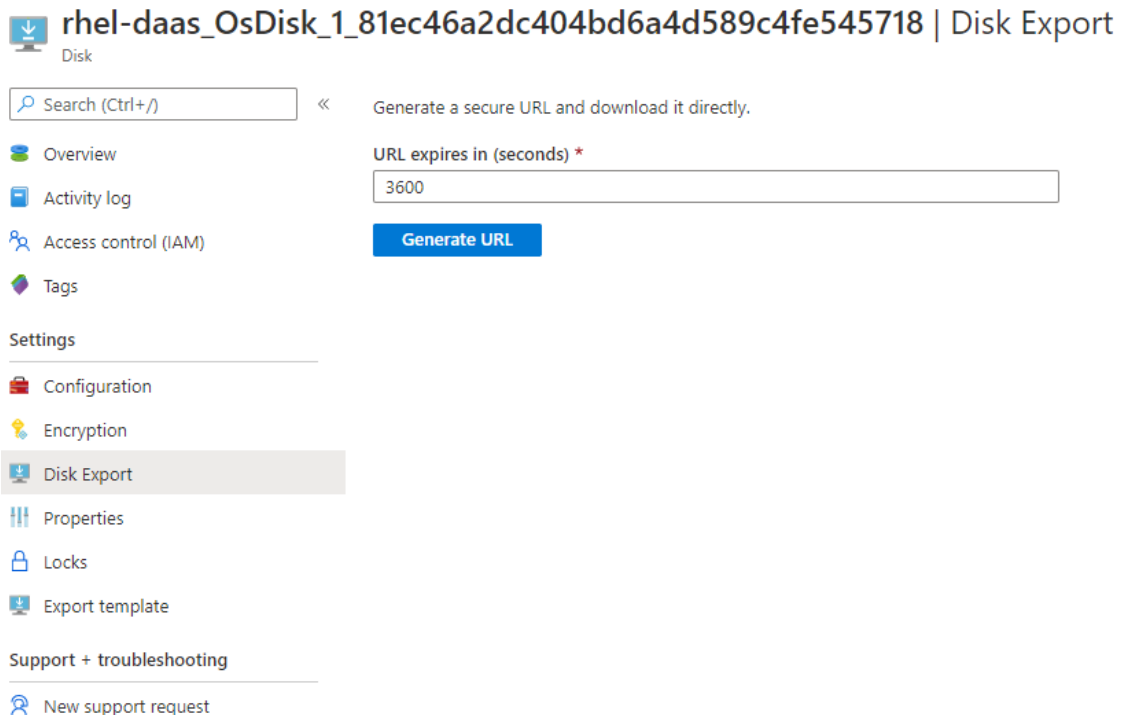 rhel-daas_OsDisk_1_81ec46a2dc404bd6a4d589c4fe545718 | Disk Export
Disk
Search (Ctrl+/)
Overview
Activity log
Access control (IAM)
Tags
Settings
Configuration
Encryption
Disk Export
Properties
Locks
Export template
Support + troubleshooting
New support request
Generate a secure URL and download it directly.
URL expires in (seconds) *
3600
Generate URL